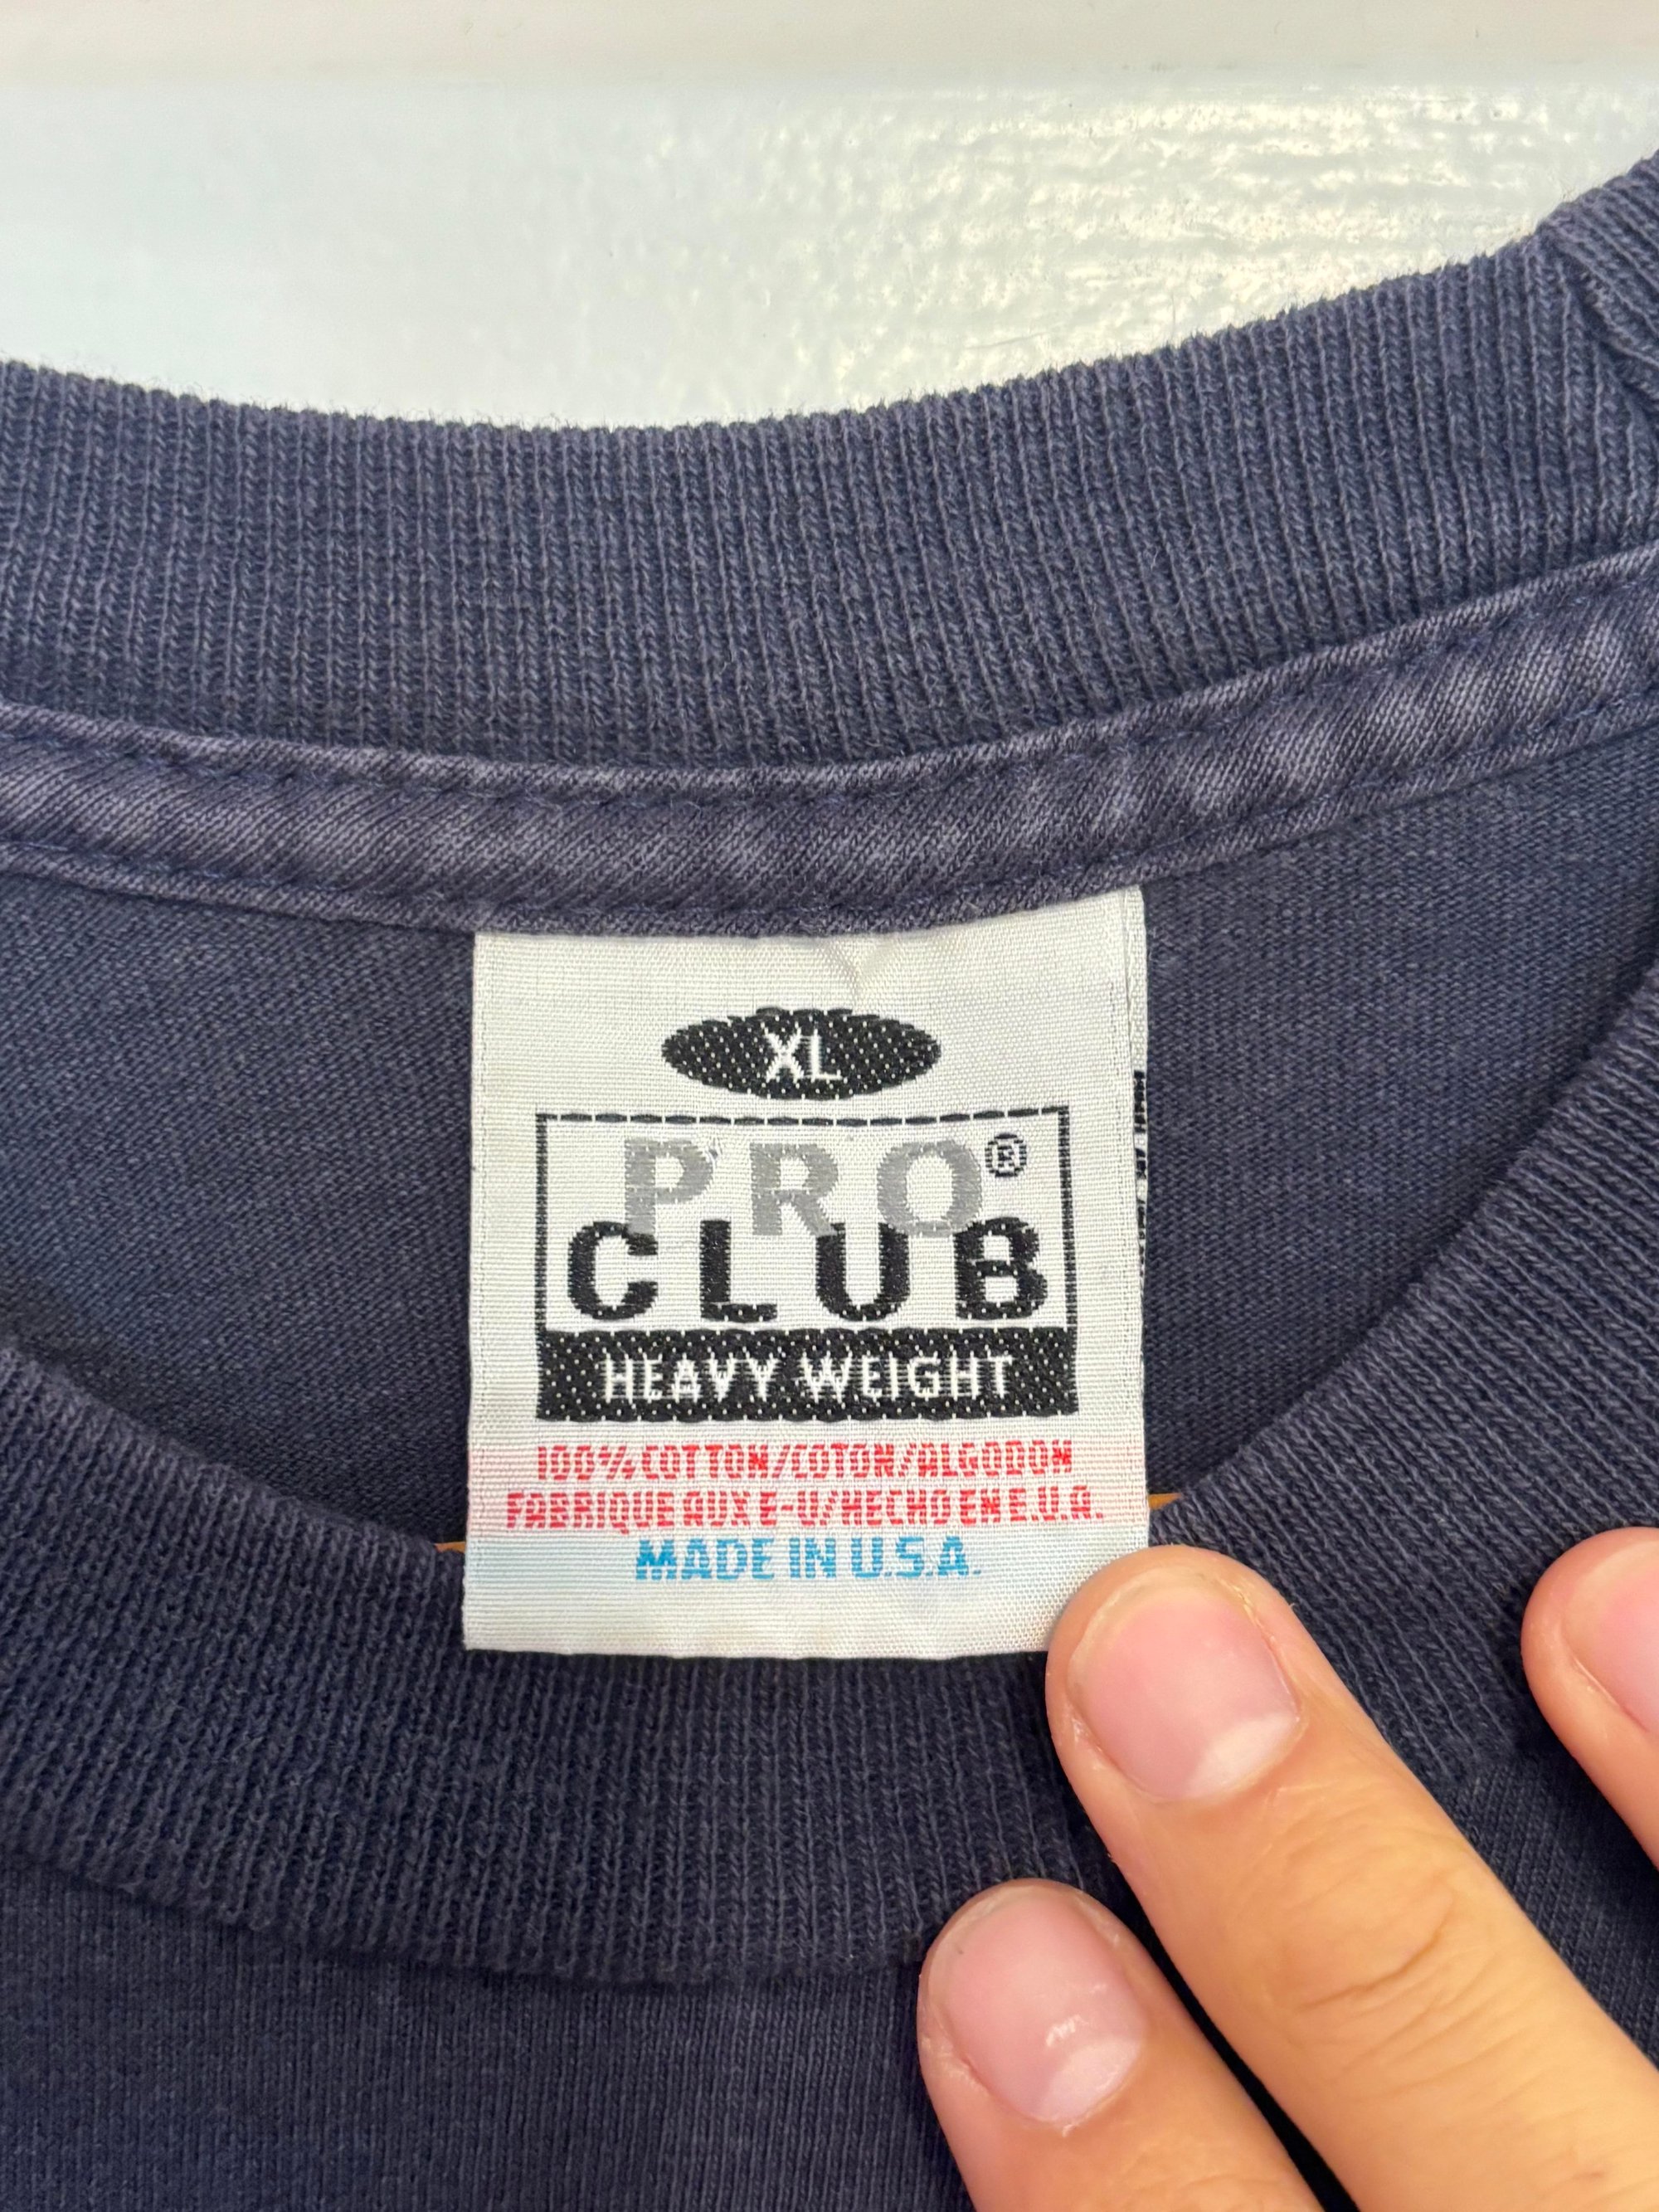 XL
PRO®
CLUB
HEAVY WEIGHT
100% COTTON/COTON/ALGODON
FABRIQUE AUX E-U/HECHO EN E.U.A.
MADE IN U.S.A.